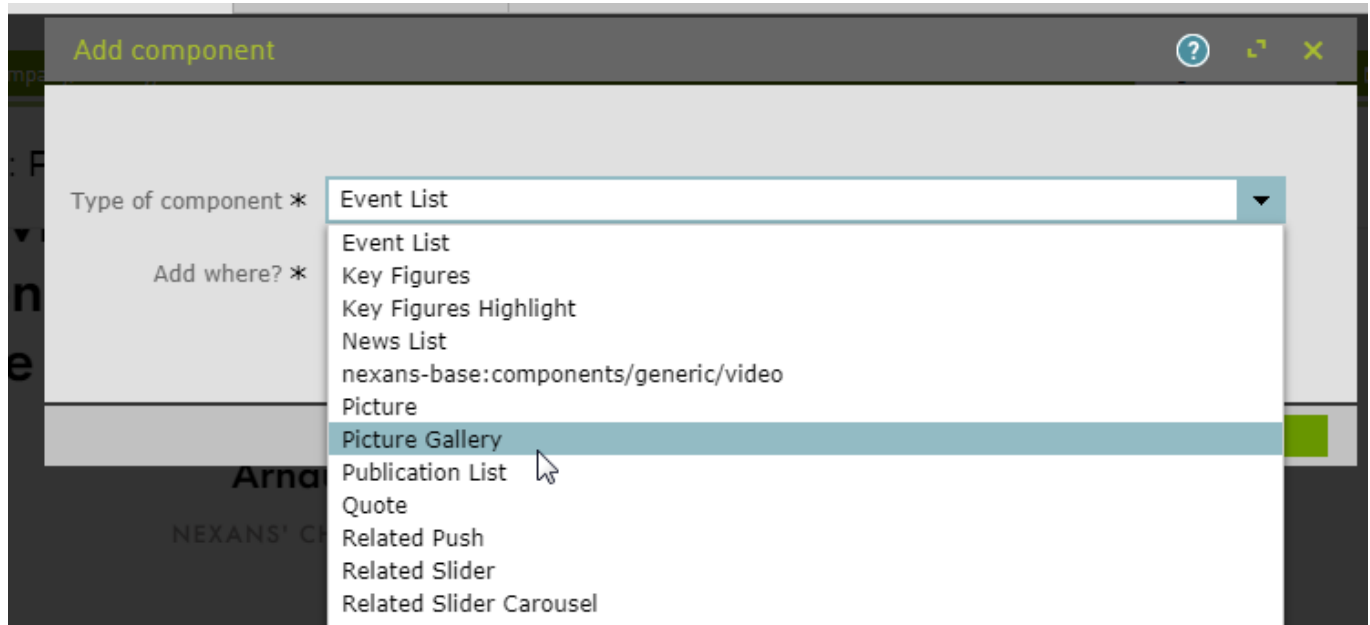 Add component
?
mpa
: F
Type of component * Event List
Event List
Add where? * Key Figures
n
Key Figures Highlight
News List
e
nexans-base:components/generic/video
Picture
Picture Gallery
Publication List
Arna
Quote
NEXANS' CH
Related Push
Related Slider
Related Slider Carousel